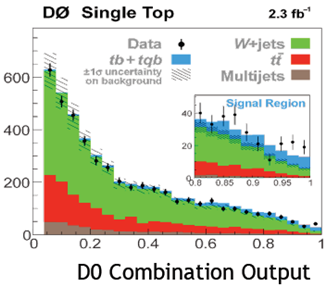 DØ Single Top 2.3 fb⁻¹
Data
tb + tqb
±1σ uncertainty
on background
W+jets
tt̄
Multijets
600
400
200
0
Signal Region
40
20
0
0.8 0.85 0.9 0.95 1
0 0.2 0.4 0.6 0.8 1
D0 Combination Output